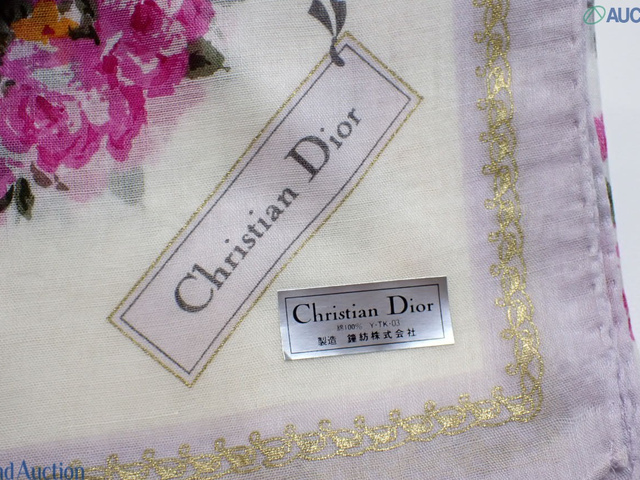 AUC
Christian Dior
Christian Dior
綿100% Y-TK-03
製造 鐘紡株式会社
nd Auction